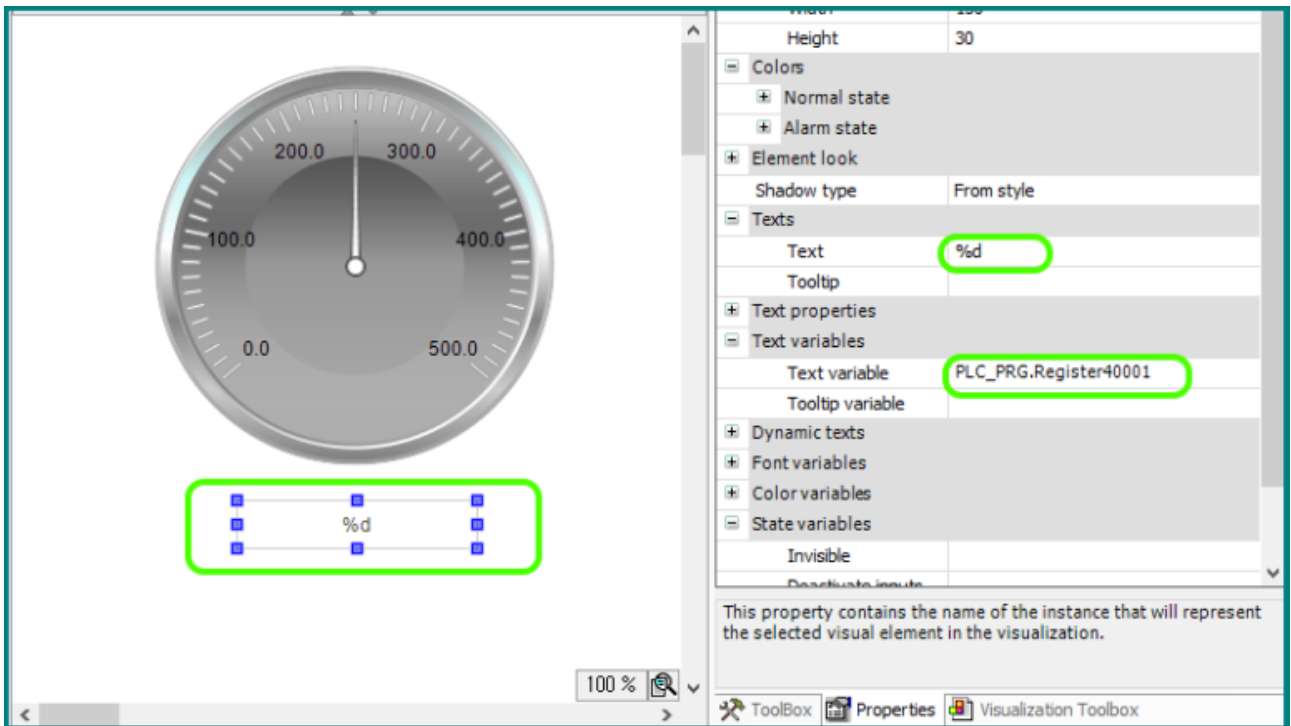 200.0 300.0
100.0 400.0
0.0 500.0
%d
100 %
Height 30
Colors
Normal state
Alarm state
Element look
Shadow type From style
Texts
Text %d
Tooltip
Text properties
Text variables
Text variable PLC_PRG.Register40001
Tooltip variable
Dynamic texts
Font variables
Color variables
State variables
Invisible
Deactivate inputs
This property contains the name of the instance that will represent
the selected visual element in the visualization.
ToolBox Properties Visualization Toolbox